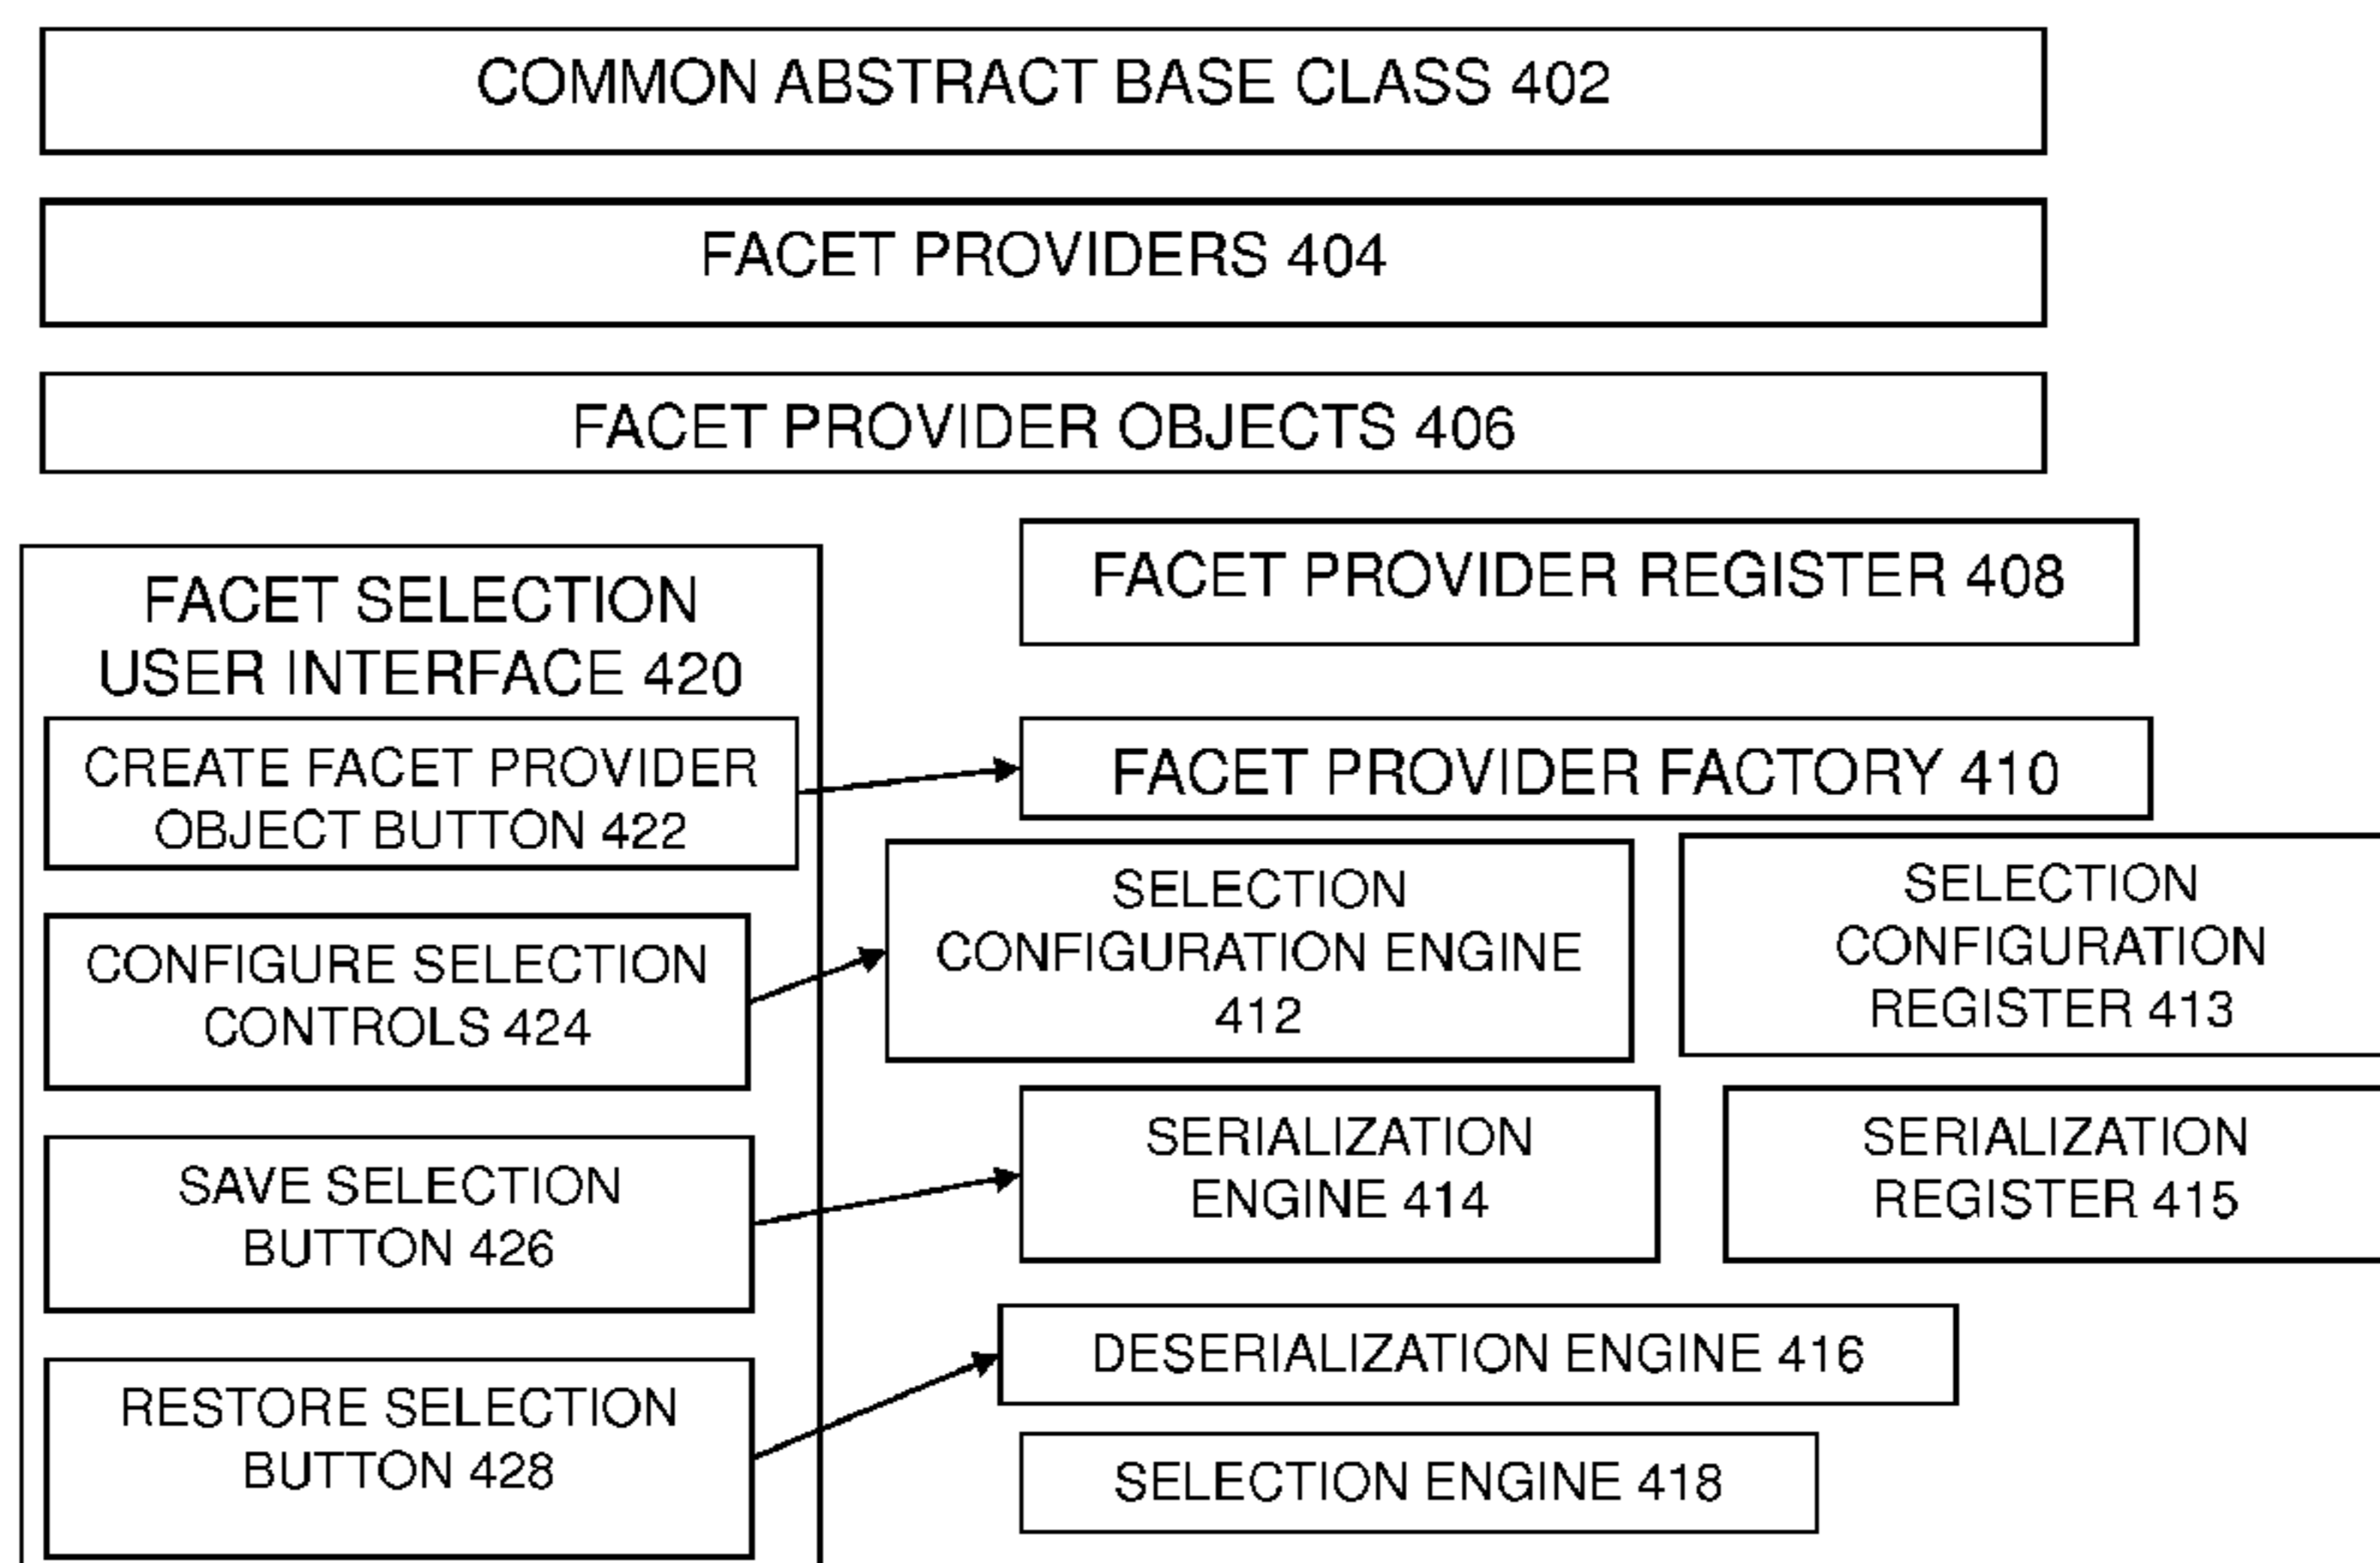 COMMON ABSTRACT BASE CLASS 402
FACET PROVIDERS 404
FACET PROVIDER OBJECTS 406
FACET SELECTION
USER INTERFACE 420
CREATE FACET PROVIDER
OBJECT BUTTON 422
CONFIGURE SELECTION
CONTROLS 424
SAVE SELECTION
BUTTON 426
RESTORE SELECTION
BUTTON 428
FACET PROVIDER REGISTER 408
FACET PROVIDER FACTORY 410
SELECTION
CONFIGURATION ENGINE
412
SELECTION
CONFIGURATION
REGISTER 413
SERIALIZATION
ENGINE 414
SERIALIZATION
REGISTER 415
DESERIALIZATION ENGINE 416
SELECTION ENGINE 418